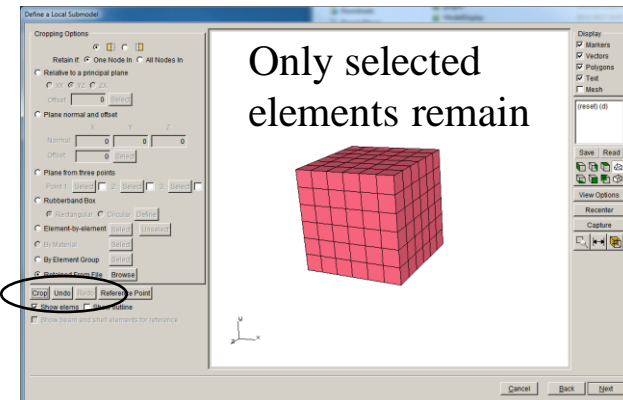 Define a Local Submodel
Cropping Options
Retain if: One Node In All Nodes In
Relative to a principal plane
XY YZ ZX
Offset 0 Select
Plane normal and offset
X Y Z
Normal 0 0 0
Offset 0 Select
Plane from three points
Point 1: Select 2: Select 3: Select
Rubberband Box
Rectangular Circular Define
Element-by-element Select Unselect
By Material Select
By Element Group Select
Retained From File Browse
Crop Undo Redo Reference Point
Show elems Show outline
Show beam and shell elements for reference
Only selected
elements remain
y
z x
Display
Markers
Vectors
Polygons
Text
Mesh
(reset) (d)
Save Read
View Options
Recenter
Capture
Cancel Back Next